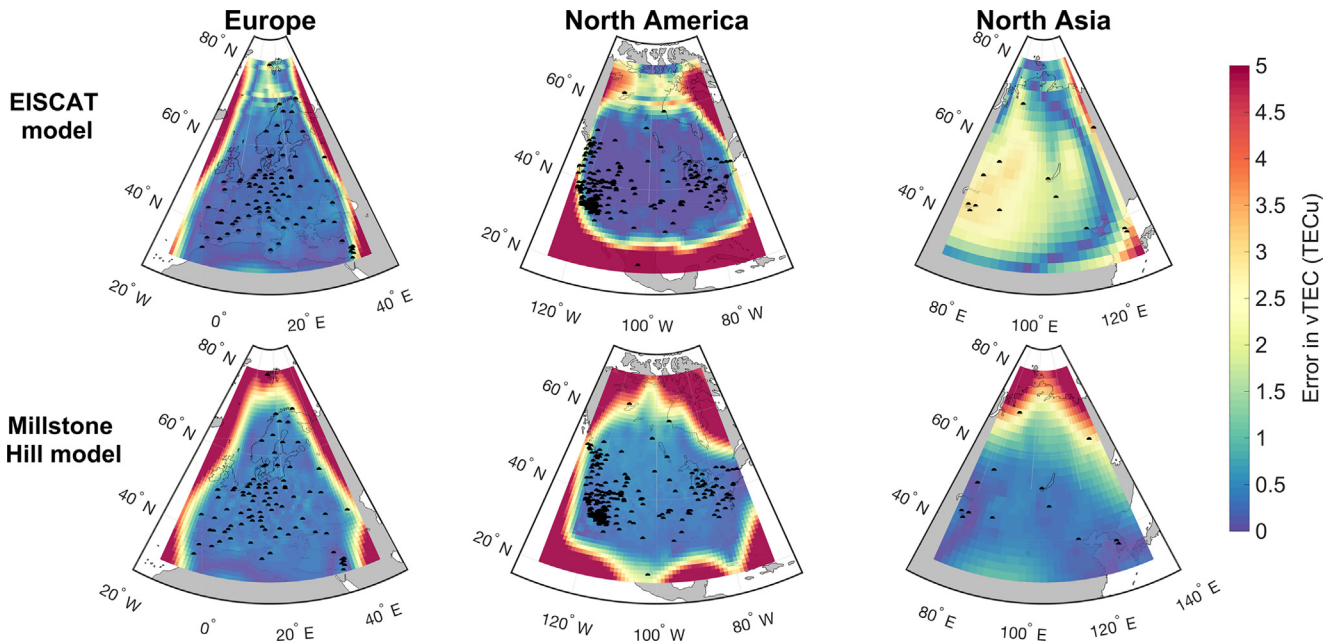 Europe
North America
North Asia
EISCAT
model
80°N
60°N
40°N
20°W
0°
20°E
40°E
60°N
40°N
20°N
120°W
100°W
80°W
80°N
60°N
40°N
80°E
100°E
120°E
Millstone
Hill model
80°N
60°N
40°N
20°W
0°
20°E
40°E
60°N
40°N
20°N
120°W
100°W
80°W
80°N
60°N
40°N
80°E
100°E
120°E
140°E
5
4.5
4
3.5
3
2.5
2
1.5
1
0.5
0
Error in vTEC (TECu)